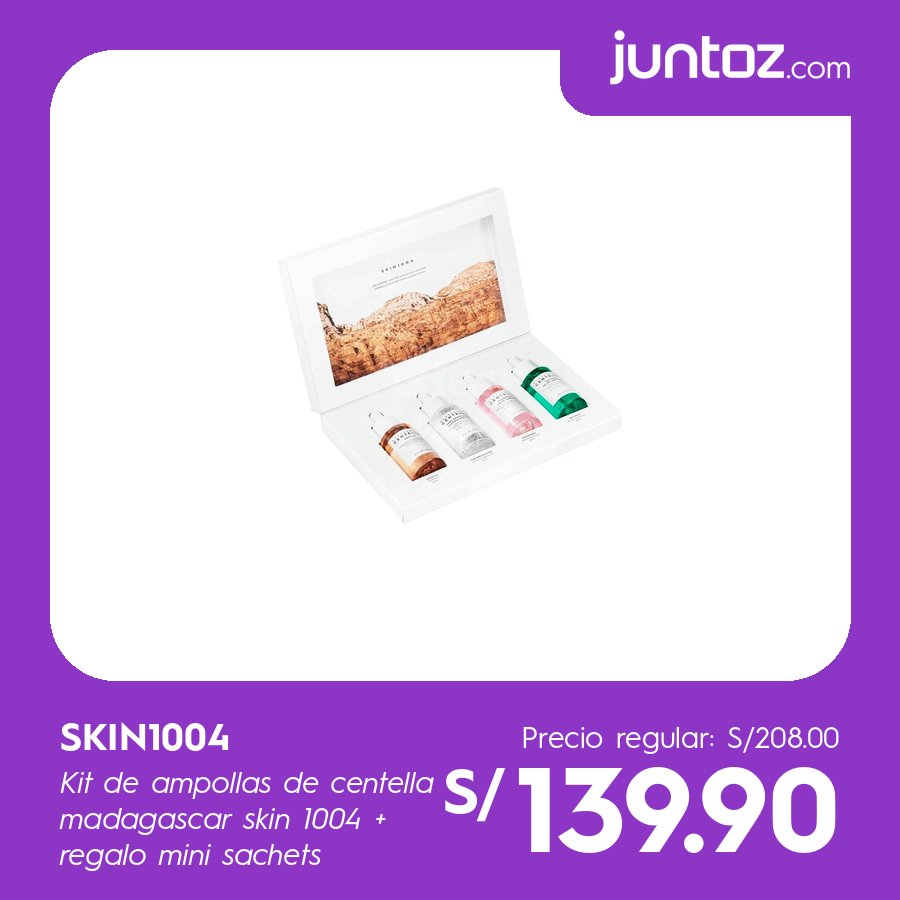 juntoz.com
SKIN1004
SKIN1004
Precio regular: S/208.00
Kit de ampollas de centella
madagascar skin 1004 +
regalo mini sachets
S/139.90